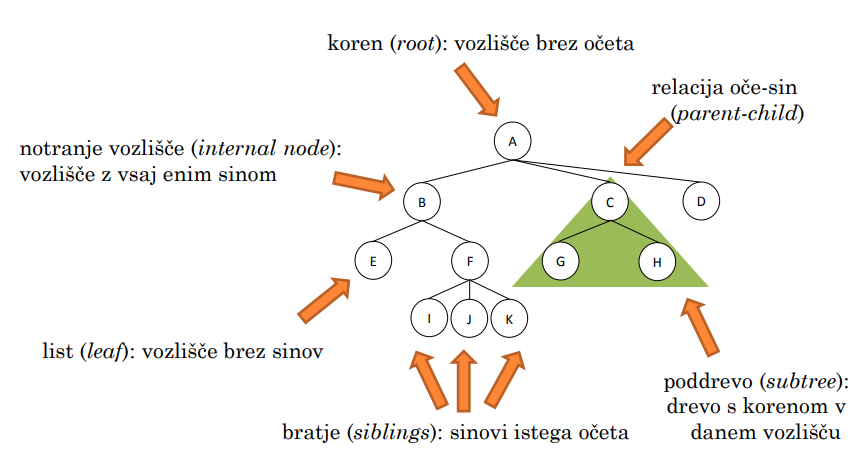 koren (root): vozlišče brez očeta
relacija oče-sin
(parent-child)
notranje vozlišče (internal node):
vozlišče z vsaj enim sinom
A
B
C
D
E
F
G
H
I
J
K
list (leaf): vozlišče brez sinov
poddrevo (subtree):
drevo s korenom v
danem vozlišču
bratje (siblings): sinovi istega očeta